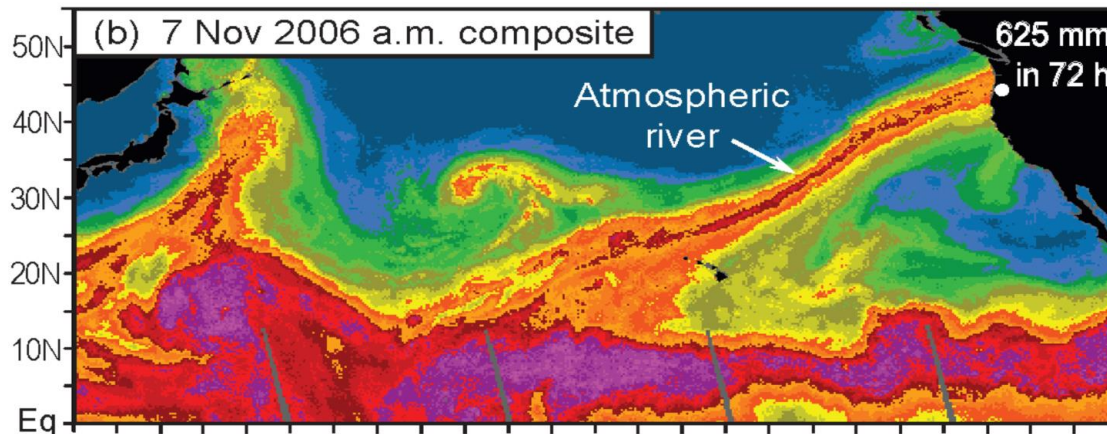 (b) 7 Nov 2006 a.m. composite
50N
40N
30N
20N
10N
Eq
Atmospheric
river
625 mm
in 72 h